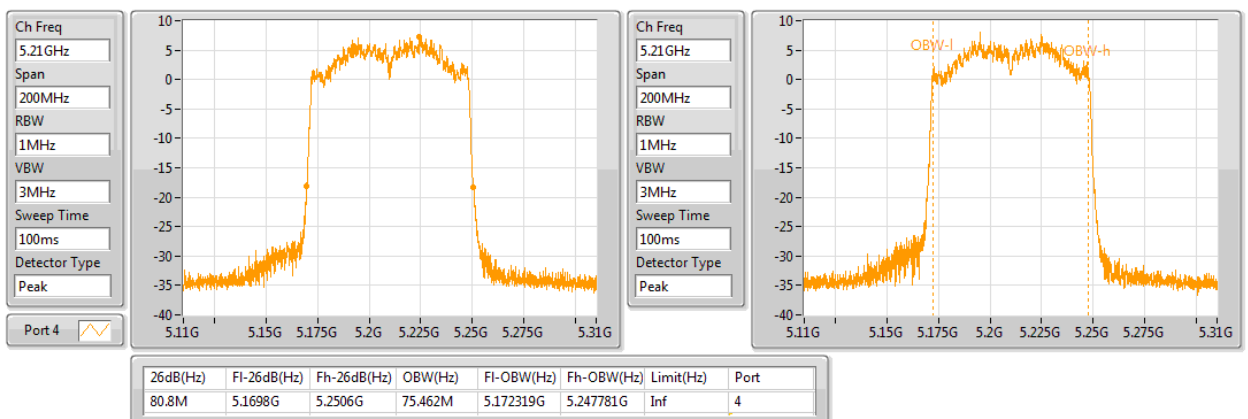 Ch Freq
5.21GHz
Span
200MHz
RBW
1MHz
VBW
3MHz
Sweep Time
100ms
Detector Type
Peak
Port 4
10
5
0
-5
-10
-15
-20
-25
-30
-35
-40
5.11G 5.15G 5.175G 5.2G 5.225G 5.25G 5.275G 5.31G
Ch Freq
5.21GHz
Span
200MHz
RBW
1MHz
VBW
3MHz
Sweep Time
100ms
Detector Type
Peak
10
5
0
-5
-10
-15
-20
-25
-30
-35
-40
OBW-l OBW-h
5.11G 5.15G 5.175G 5.2G 5.225G 5.25G 5.275G 5.31G
26dB(Hz) Fl-26dB(Hz) Fh-26dB(Hz) OBW(Hz) Fl-OBW(Hz) Fh-OBW(Hz) Limit(Hz) Port
80.8M 5.1698G 5.2506G 75.462M 5.172319G 5.247781G Inf 4